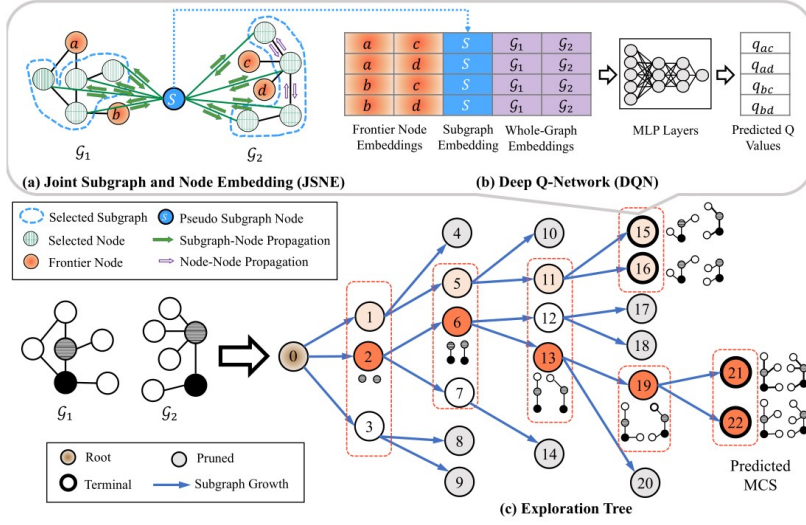 a
b
S
c
d
G₁
G₂
(a) Joint Subgraph and Node Embedding (JSNE)
a c S G₁ G₂
a d S G₁ G₂
b c S G₁ G₂
b d S G₁ G₂
Frontier Node Embeddings
Subgraph Embedding
Whole-Graph Embeddings
MLP Layers
q_ac
q_ad
q_bc
q_bd
Predicted Q Values
(b) Deep Q-Network (DQN)
Selected Subgraph
S Pseudo Subgraph Node
Selected Node
Subgraph-Node Propagation
Frontier Node
Node-Node Propagation
G₁
G₂
0
1
2
3
4
5
6
7
8
9
10
11
12
13
14
15
16
17
18
19
20
21
22
Predicted MCS
Root
Pruned
Terminal
Subgraph Growth
(c) Exploration Tree